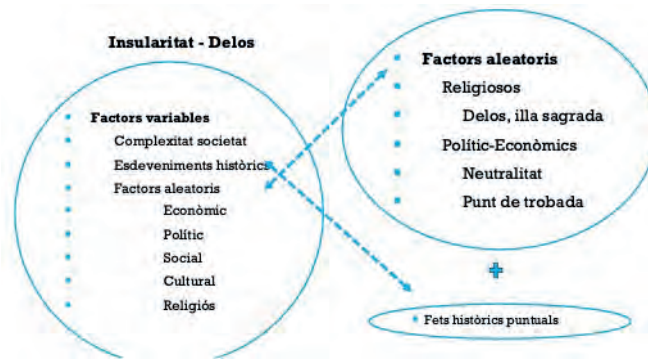 Insularitat - Delos
Factors variables
Complexitat societat
Esdeveniments històrics
Factors aleatoris
Econòmic
Polític
Social
Cultural
Religiós
Factors aleatoris
Religiosos
Delos, illa sagrada
Polític-Econòmics
Neutralitat
Punt de trobada
Fets històrics puntuals